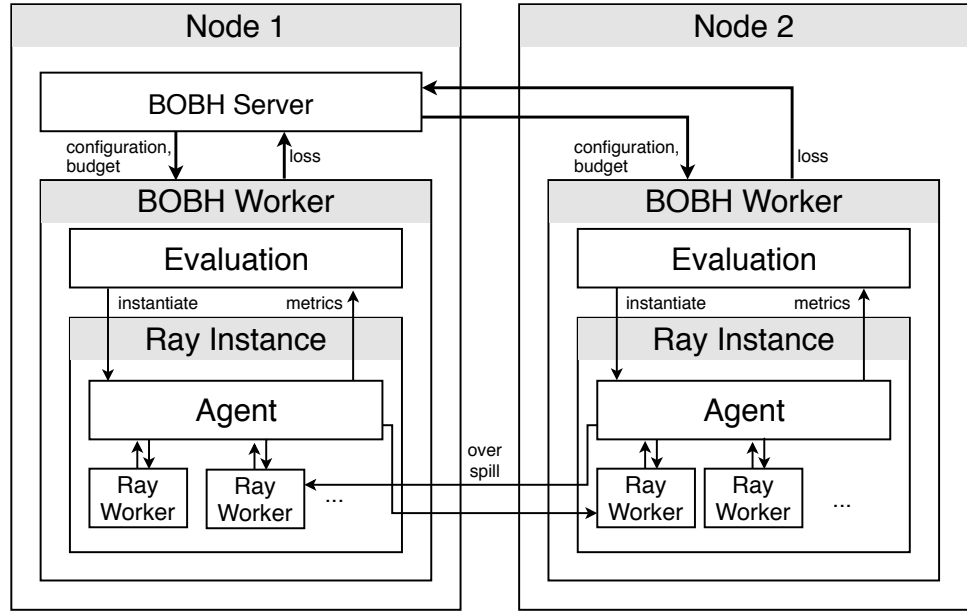 Node 1
Node 2
BOBH Server
configuration,
budget
loss
configuration,
budget
loss
BOBH Worker
BOBH Worker
Evaluation
Evaluation
instantiate
metrics
instantiate
metrics
Ray Instance
Ray Instance
Agent
Agent
over
spill
Ray
Worker
Ray
Worker
...
Ray
Worker
Ray
Worker
...